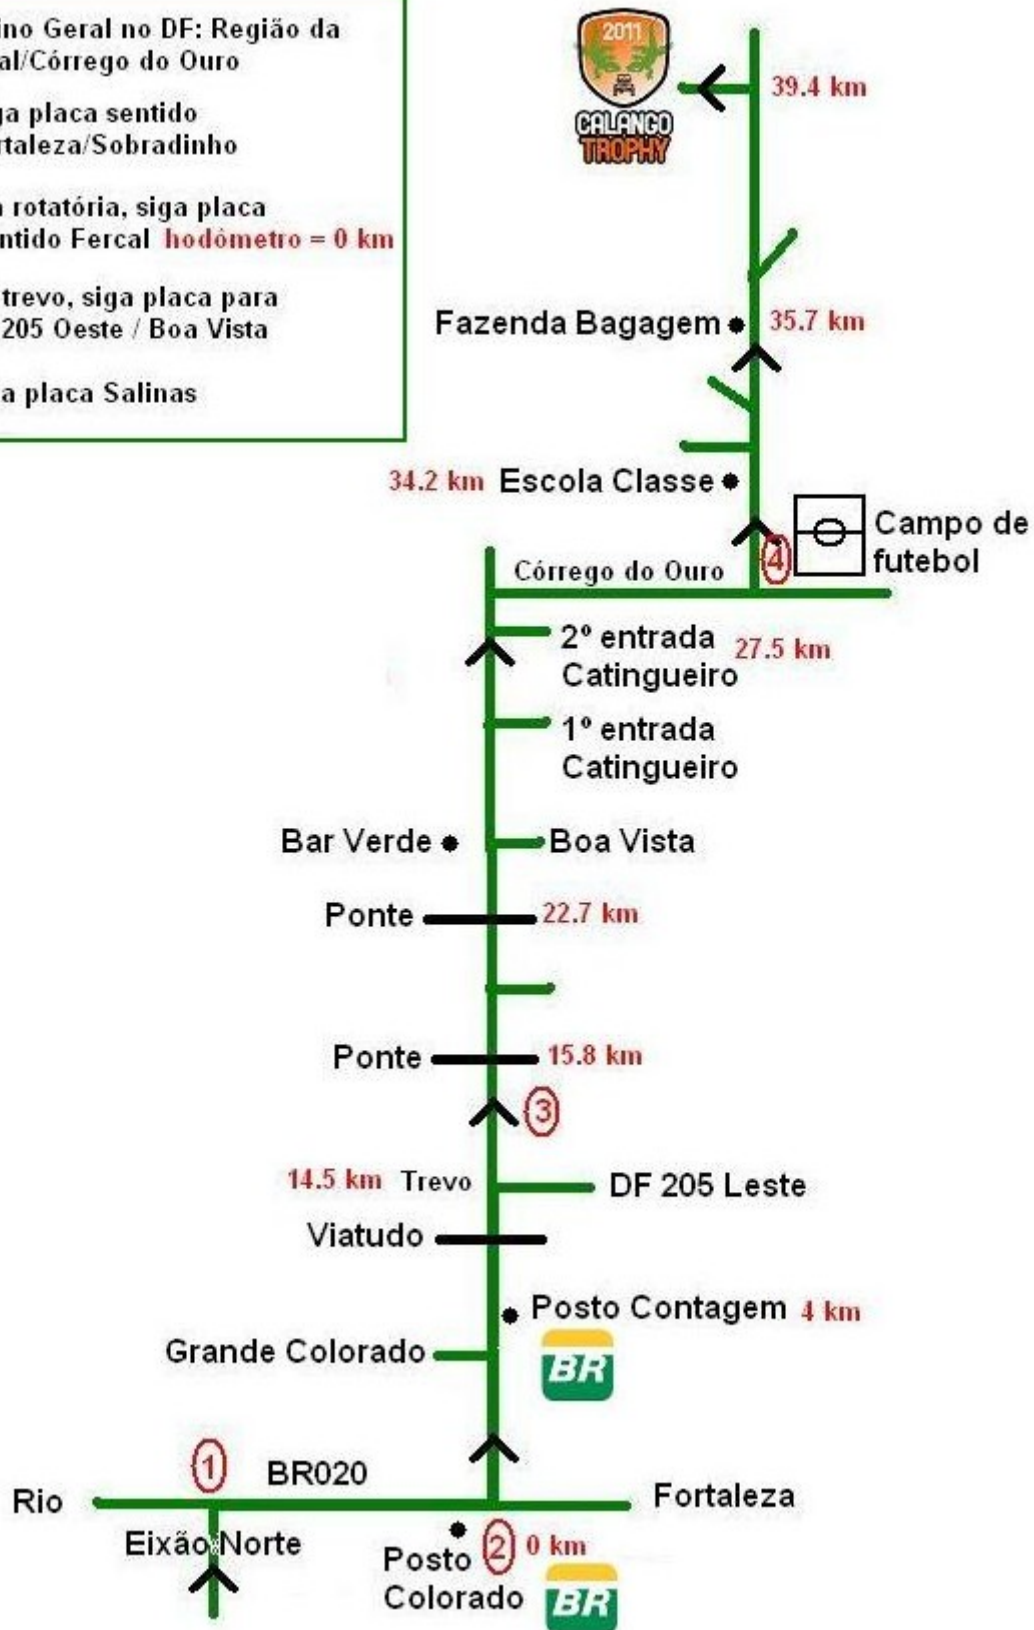 ino Geral no DF: Região da
al/Córrego do Ouro
ga placa sentido
rtaleza/Sobradinho
a rotatória, siga placa
ntido Fercal hodômetro = 0 km
trevo, siga placa para
205 Oeste / Boa Vista
a placa Salinas
2011
CALANGO
TROPHY
39.4 km
Fazenda Bagagem
35.7 km
34.2 km Escola Classe
4
Campo de
futebol
Córrego do Ouro
2º entrada
Catingueiro
27.5 km
1º entrada
Catingueiro
Bar Verde
Boa Vista
Ponte
22.7 km
Ponte
15.8 km
3
14.5 km Trevo
DF 205 Leste
Viatudo
Posto Contagem 4 km
Grande Colorado
BR
1
BR020
Rio
Fortaleza
Eixão Norte
Posto
Colorado
2
0 km
BR